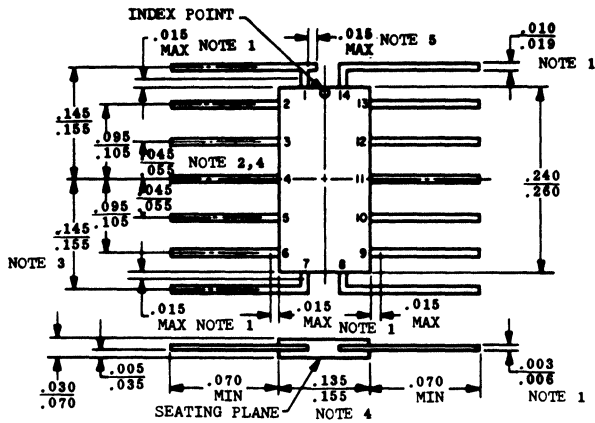 INDEX POINT
.015
MAX NOTE 1
.015
MAX NOTE 5
.010
.019 NOTE 1
1 14
2 13
3 12
4 11
5 10
6 9
7 8
.145
.155
.095
.105
.045
.055
NOTE 2,4
.240
.260
.045
.055
.095
.105
.145
.155
NOTE 3
.015
MAX NOTE 1
.015
MAX NOTE 1
.015
MAX
.030
.070
.005
.035
.070
MIN
.135
.155
NOTE 4
.070
MIN
.003
.006 NOTE 1
SEATING PLANE